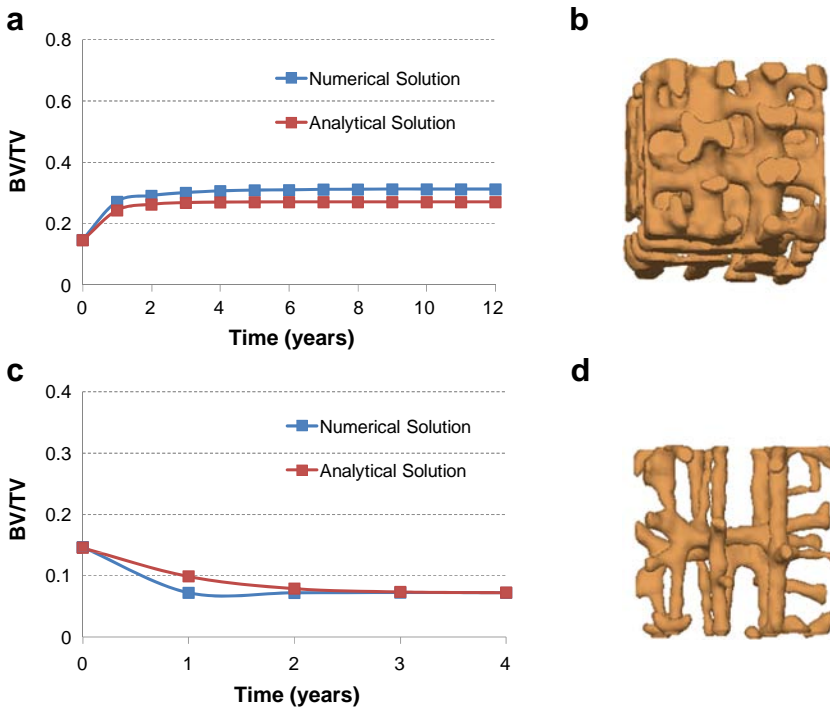 a
0.8
0.6
0.4
0.2
0
BV/TV
Numerical Solution
Analytical Solution
0 2 4 6 8 10 12
Time (years)
b
c
0.4
0.3
0.2
0.1
0
BV/TV
Numerical Solution
Analytical Solution
0 1 2 3 4
Time (years)
d